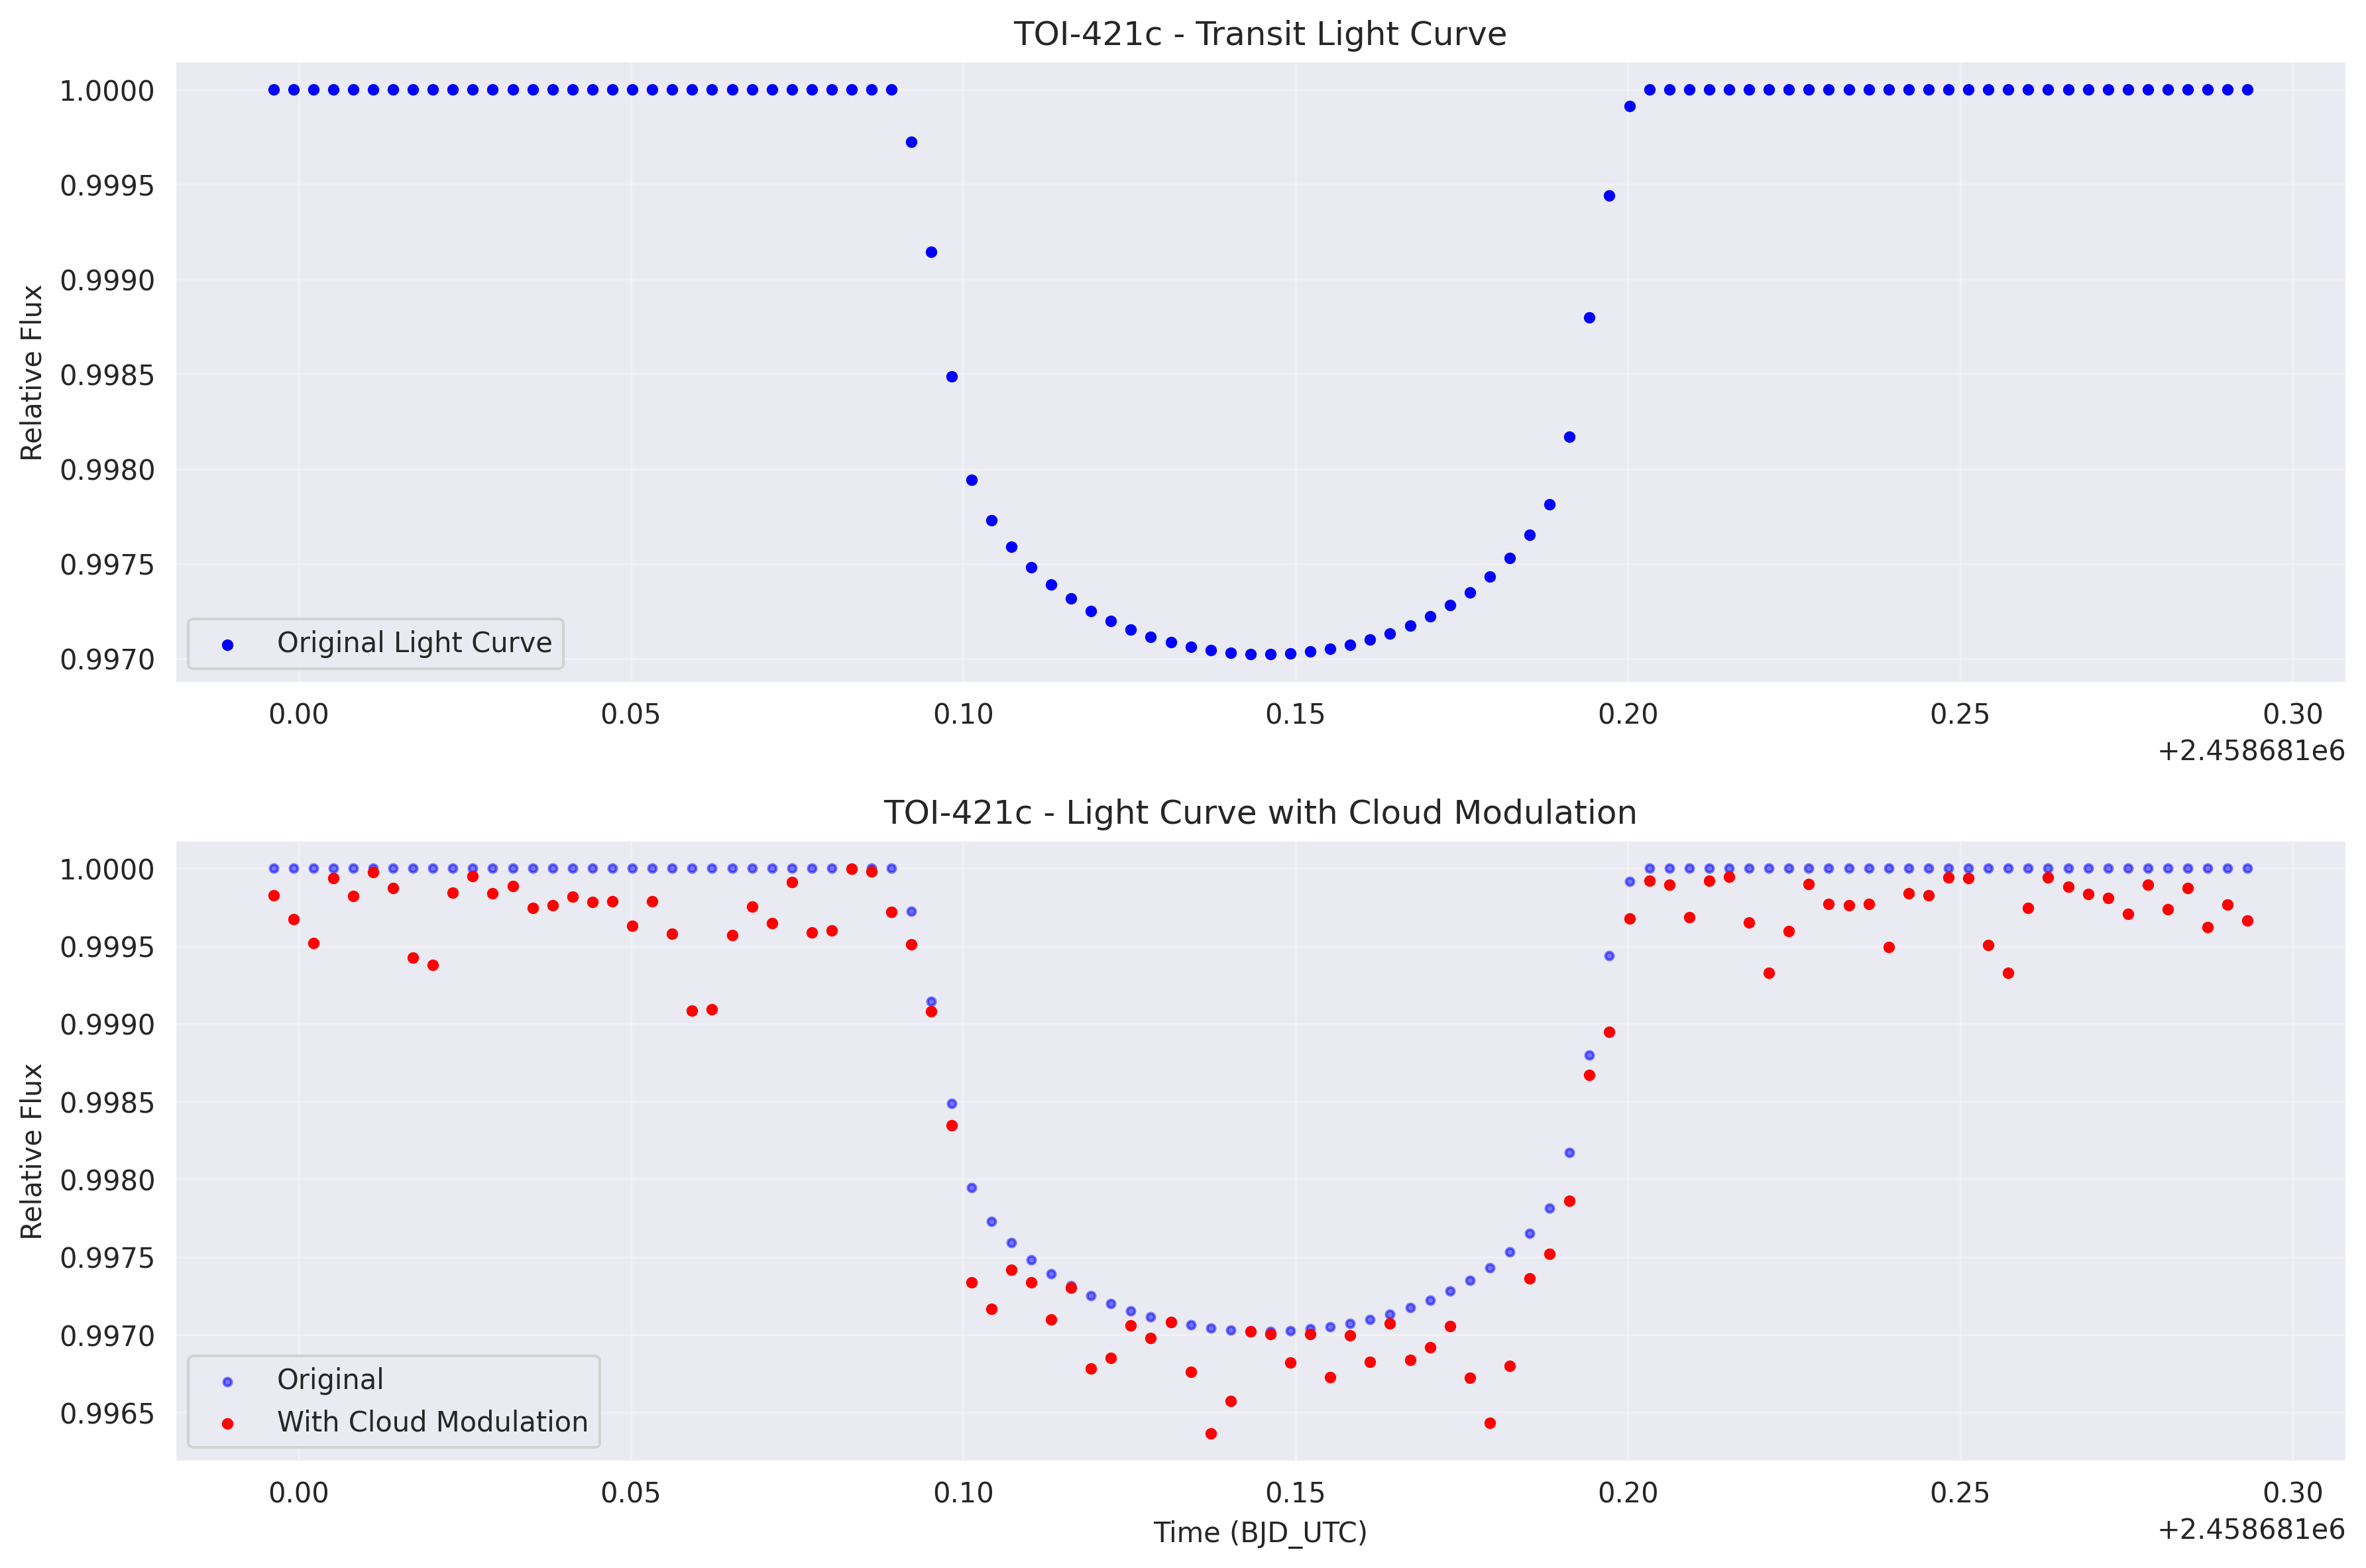 TOI-421c - Transit Light Curve
Relative Flux
1.0000
0.9995
0.9990
0.9985
0.9980
0.9975
0.9970
Original Light Curve
0.00 0.05 0.10 0.15 0.20 0.25 0.30
+2.458681e6
TOI-421c - Light Curve with Cloud Modulation
Relative Flux
1.0000
0.9995
0.9990
0.9985
0.9980
0.9975
0.9970
0.9965
Original
With Cloud Modulation
0.00 0.05 0.10 0.15 0.20 0.25 0.30
Time (BJD_UTC)
+2.458681e6